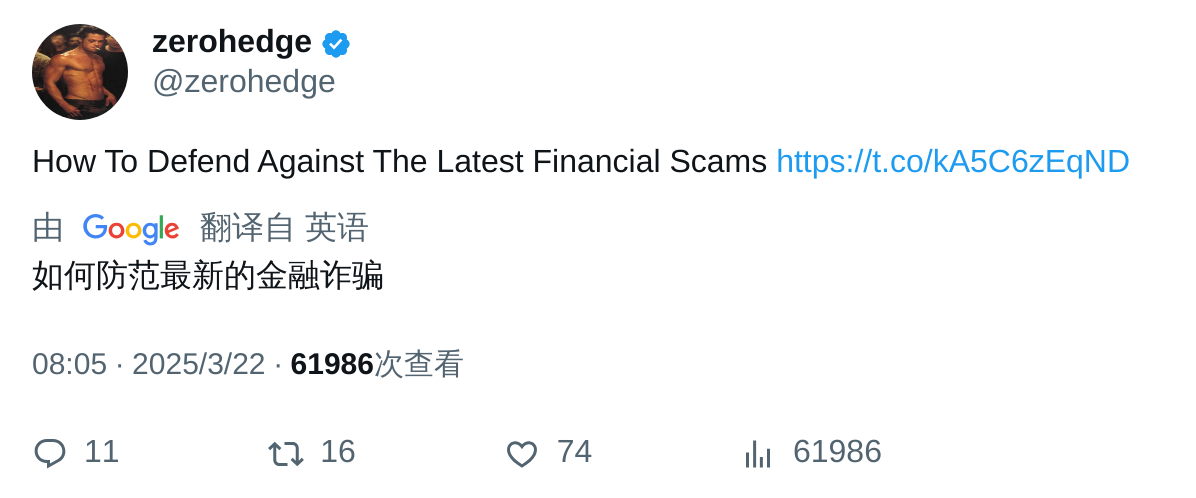 zerohedge
@zerohedge
How To Defend Against The Latest Financial Scams https://t.co/kA5C6zEqND
由 Google 翻译自 英语
如何防范最新的金融诈骗
08:05 · 2025/3/22 · 61986次查看
11 16 74 61986